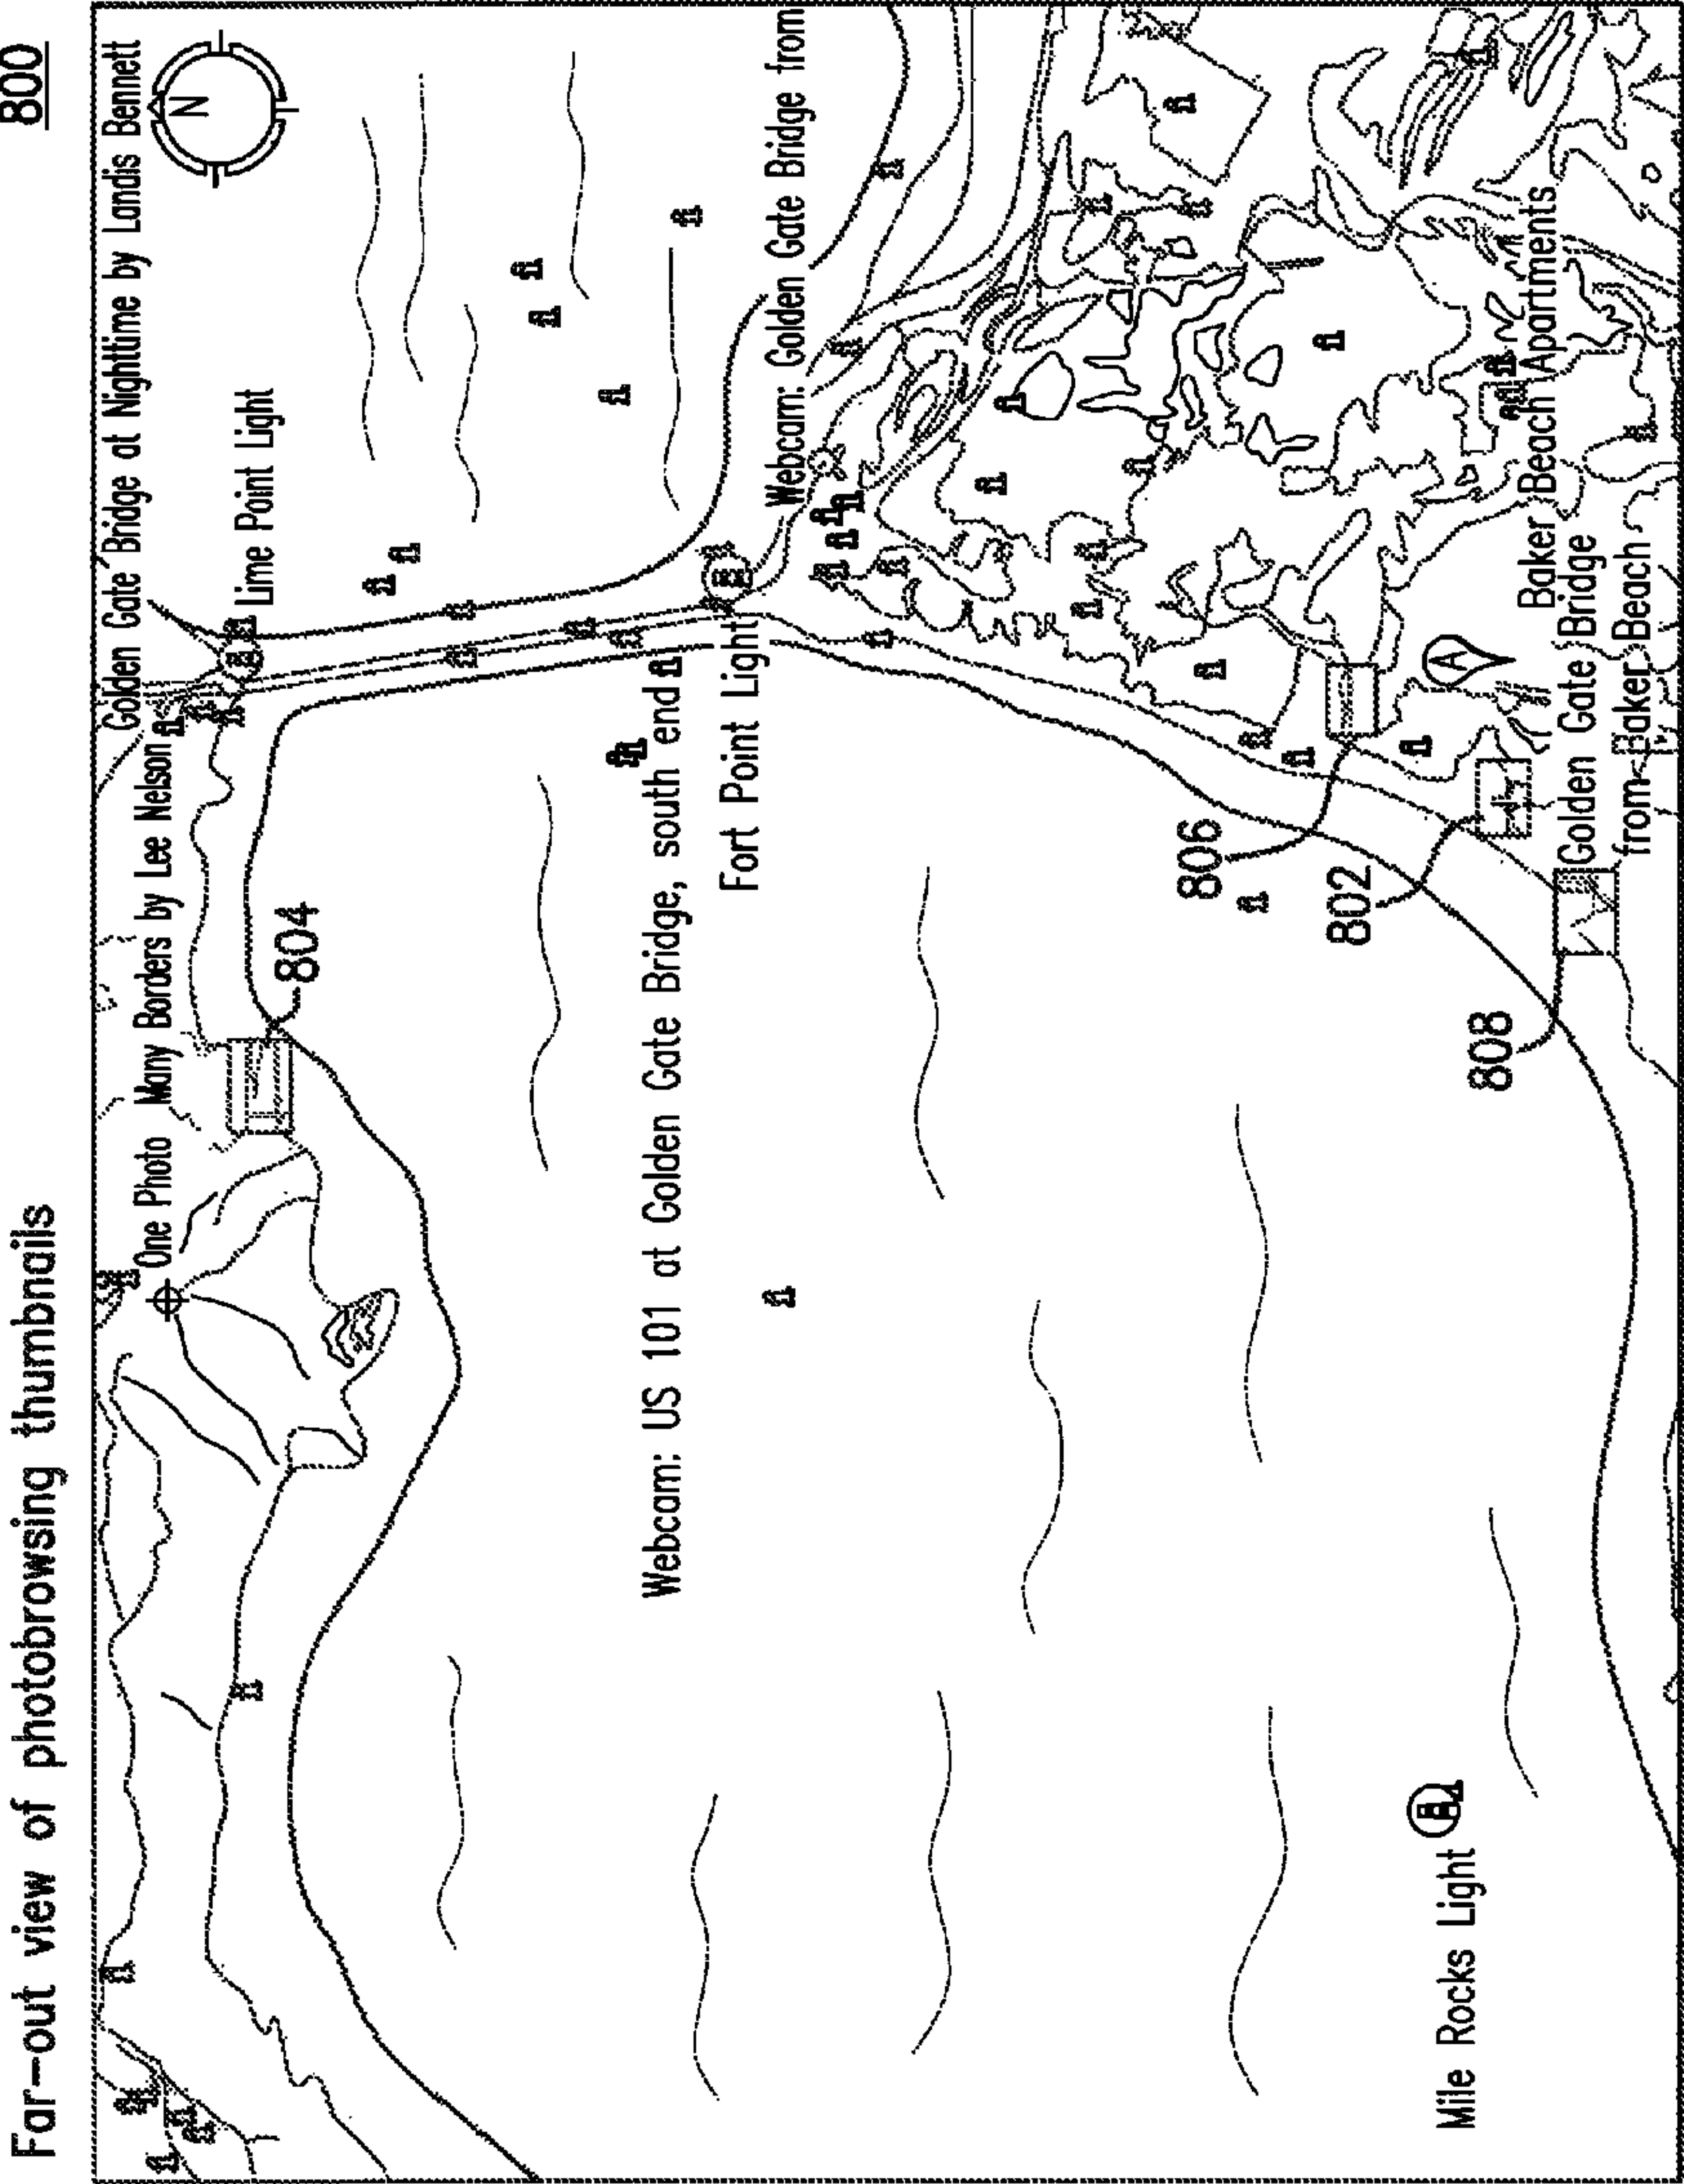 800
Far-out view of photobrowsing thumbnails
Golden Gate Bridge at Nighttime by Landis Bennett
N
One Photo Many Borders by Lee Nelson
Lime Point Light
804
Webcam: US 101 at Golden Gate Bridge, south end
Fort Point Light
Webcam: Golden Gate Bridge from
806
802
A
808
Baker Beach Apartments
Golden Gate Bridge
from Baker Beach
Mile Rocks Light